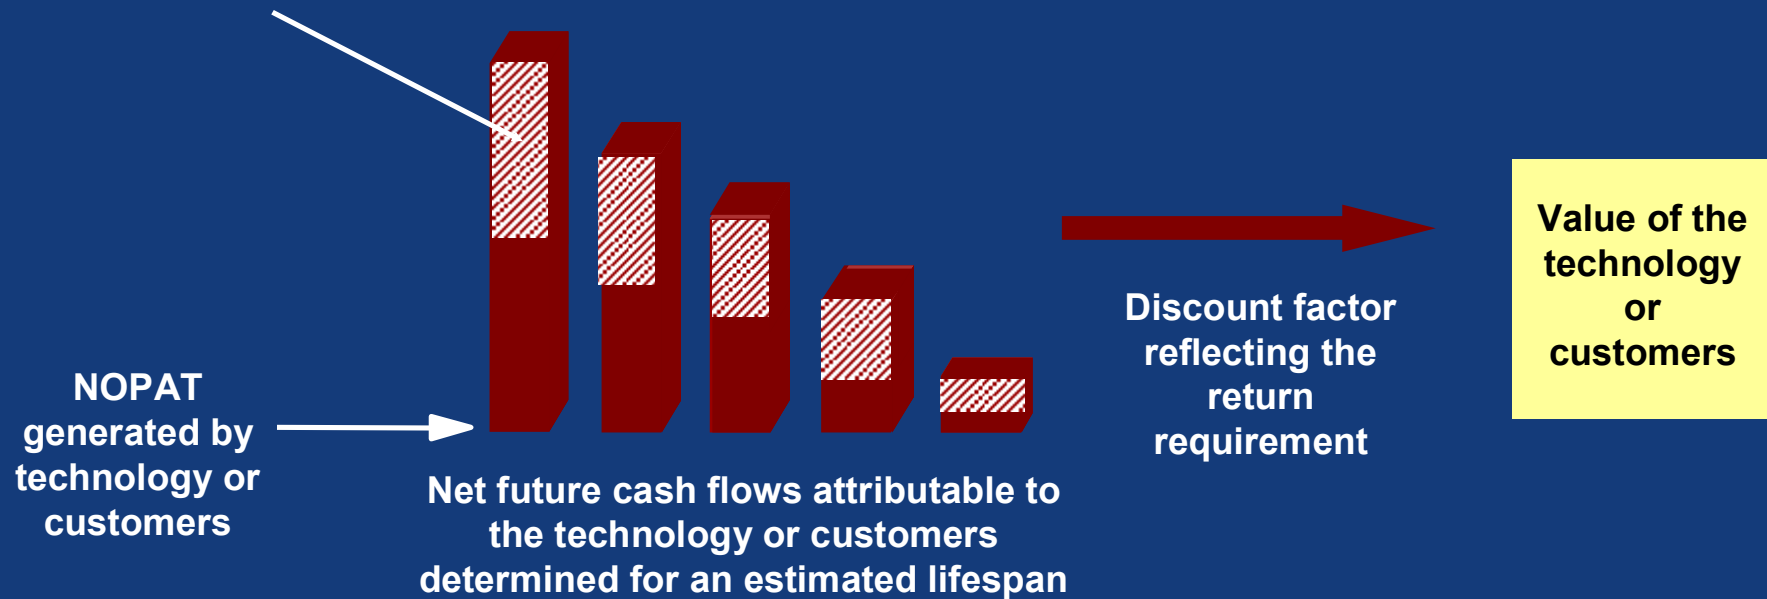 NOPAT
generated by
technology or
customers
Net future cash flows attributable to
the technology or customers
determined for an estimated lifespan
Discount factor
reflecting the
return
requirement
Value of the
technology
or
customers